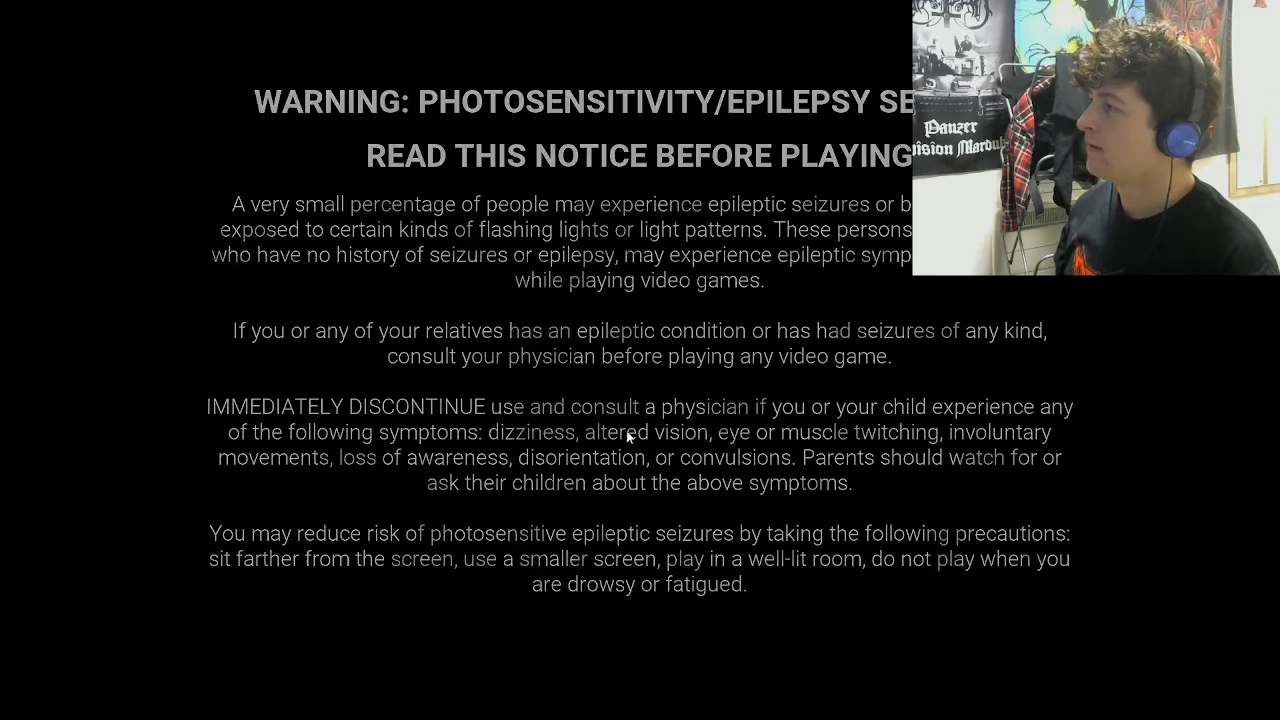 WARNING: PHOTOSENSITIVITY/EPILEPSY
READ THIS NOTICE BEFORE PLAYING
A very small percentage of people may experience epileptic seizures or
exposed to certain kinds of flashing lights or light patterns. These persons
who have no history of seizures or epilepsy, may experience epileptic
while playing video games.
If you or any of your relatives has an epileptic condition or has had seizures of any kind,
consult your physician before playing any video game.
IMMEDIATELY DISCONTINUE use and consult a physician if you or your child experience any
of the following symptoms: dizziness, altered vision, eye or muscle twitching, involuntary
movements, loss of awareness, disorientation, or convulsions. Parents should watch for or
ask their children about the above symptoms.
You may reduce risk of photosensitive epileptic seizures by taking the following precautions:
sit farther from the screen, use a smaller screen, play in a well-lit room, do not play when you
are drowsy or fatigued.
Panzer
Marduk